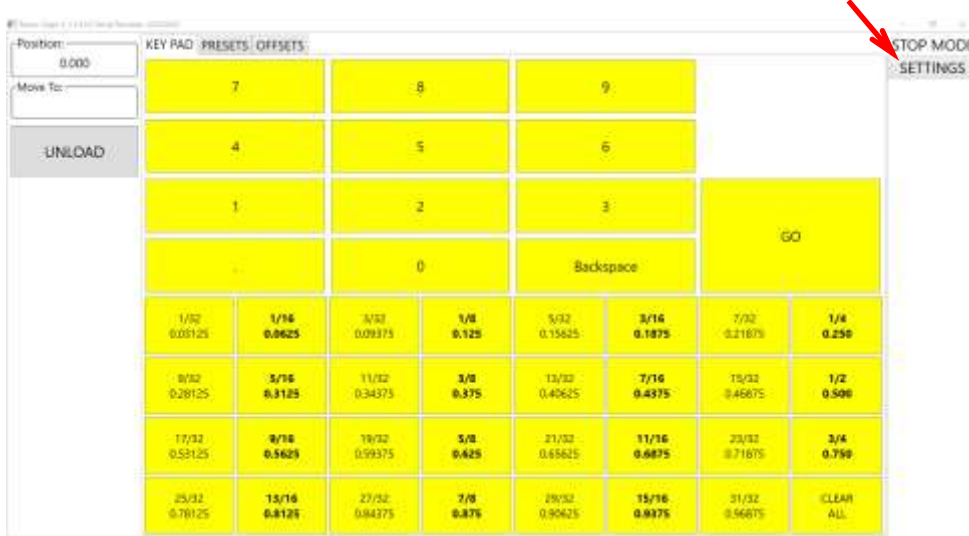 Position:
0.000
Move To:
UNLOAD
KEY PAD PRESETS OFFSETS
STOP MODE
SETTINGS
7 8 9
4 5 6
1 2 3
GO
. 0 Backspace
1/32 1/16 3/32 1/8 5/32 3/16 7/32 1/4
0.03125 0.0625 0.09375 0.125 0.15625 0.1875 0.21875 0.250
9/32 5/16 11/32 3/8 13/32 7/16 15/32 1/2
0.28125 0.3125 0.34375 0.375 0.40625 0.4375 0.46875 0.500
17/32 9/16 19/32 5/8 21/32 11/16 23/32 3/4
0.53125 0.5625 0.59375 0.625 0.65625 0.6875 0.71875 0.750
25/32 13/16 27/32 7/8 29/32 15/16 31/32 CLEAR
0.78125 0.8125 0.84375 0.875 0.90625 0.9375 0.96875 ALL